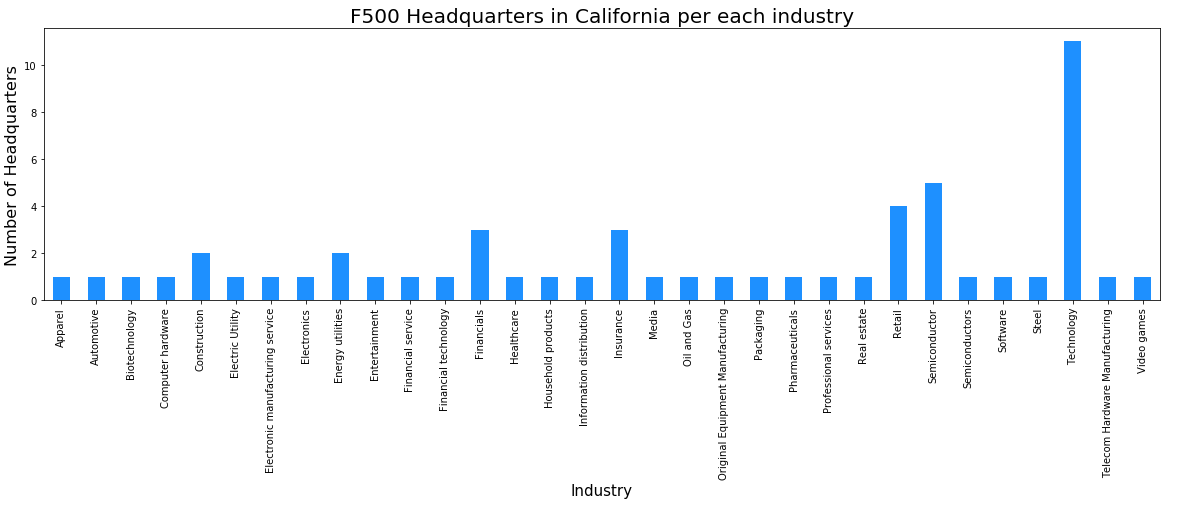 F500 Headquarters in California per each industry
Number of Headquarters
10
8
6
4
2
0
Apparel
Automotive
Biotechnology
Computer hardware
Construction
Electric Utility
Electronic manufacturing service
Electronics
Energy utilities
Entertainment
Financial service
Financial technology
Financials
Healthcare
Household products
Information distribution
Insurance
Media
Oil and Gas
Original Equipment Manufacturing
Packaging
Pharmaceuticals
Professional services
Real estate
Retail
Semiconductor
Semiconductors
Software
Steel
Technology
Telecom Hardware Manufacturing
Video games
Industry